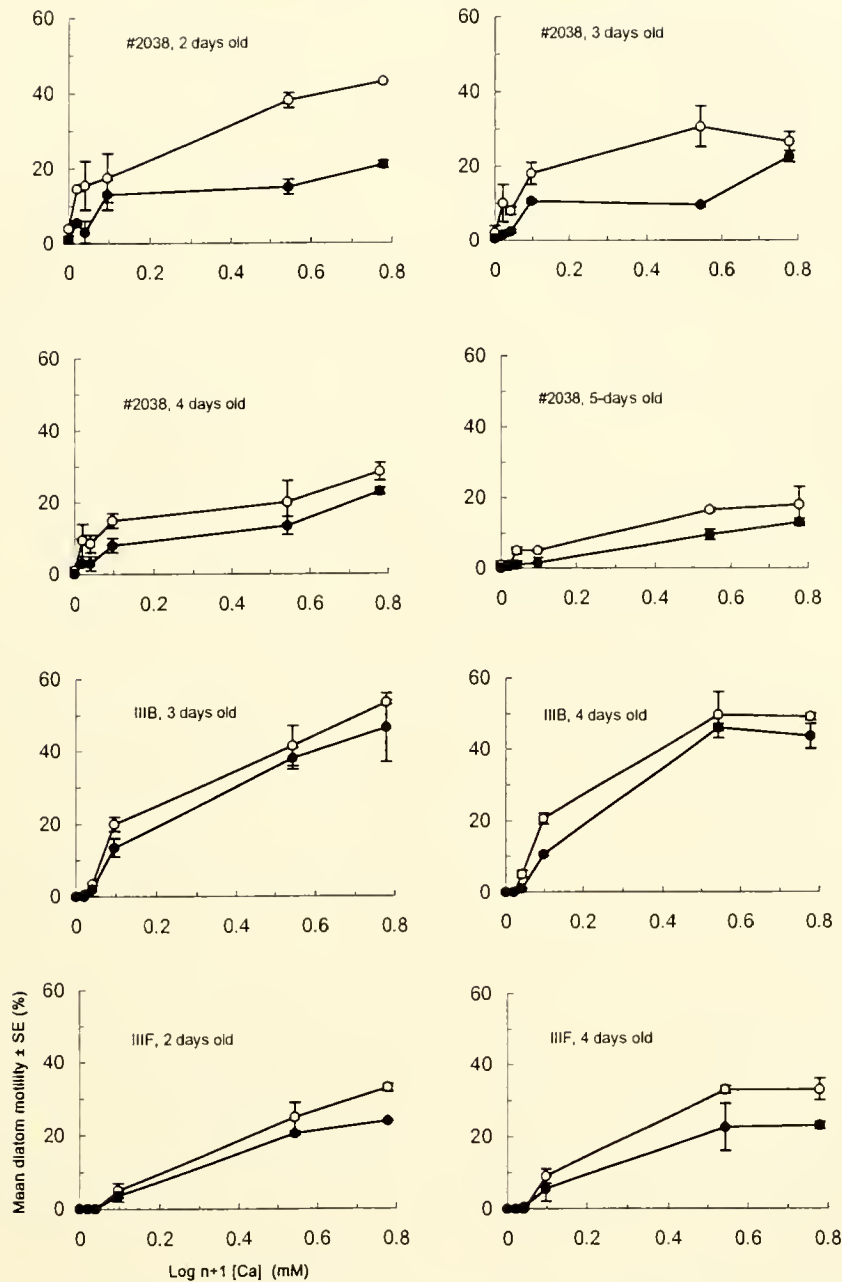 60
40
20
0
#2038, 2 days old
0 0.2 0.4 0.6 0.8
60
40
20
0
#2038, 3 days old
0 0.2 0.4 0.6 0.8
60
40
20
0
#2038, 4 days old
0 0.2 0.4 0.6 0.8
60
40
20
0
#2038, 5-days old
0 0.2 0.4 0.6 0.8
60
40
20
0
IIIB, 3 days old
0 0.2 0.4 0.6 0.8
60
40
20
0
IIIB, 4 days old
0 0.2 0.4 0.6 0.8
Mean diatom motility ± SE (%)
60
40
20
0
IIIF, 2 days old
0 0.2 0.4 0.6 0.8
Log n+1 [Ca] (mM)
60
40
20
0
IIIF, 4 days old
0 0.2 0.4 0.6 0.8